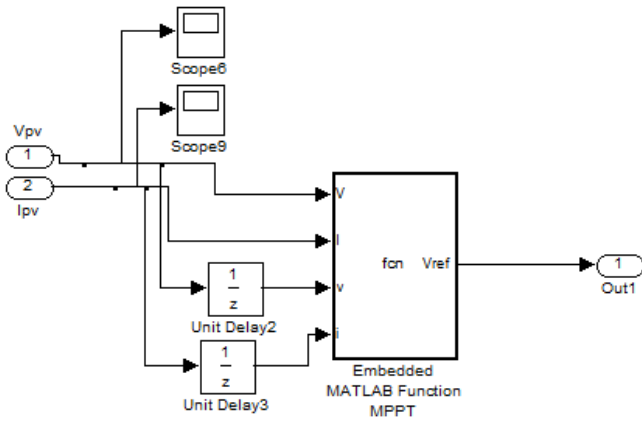 Scope6
Scope9
Vpv
1
2
Ipv
V
I
v
i
fcn
Vref
1
Out1
1
z
Unit Delay2
1
z
Unit Delay3
Embedded
MATLAB Function
MPPT